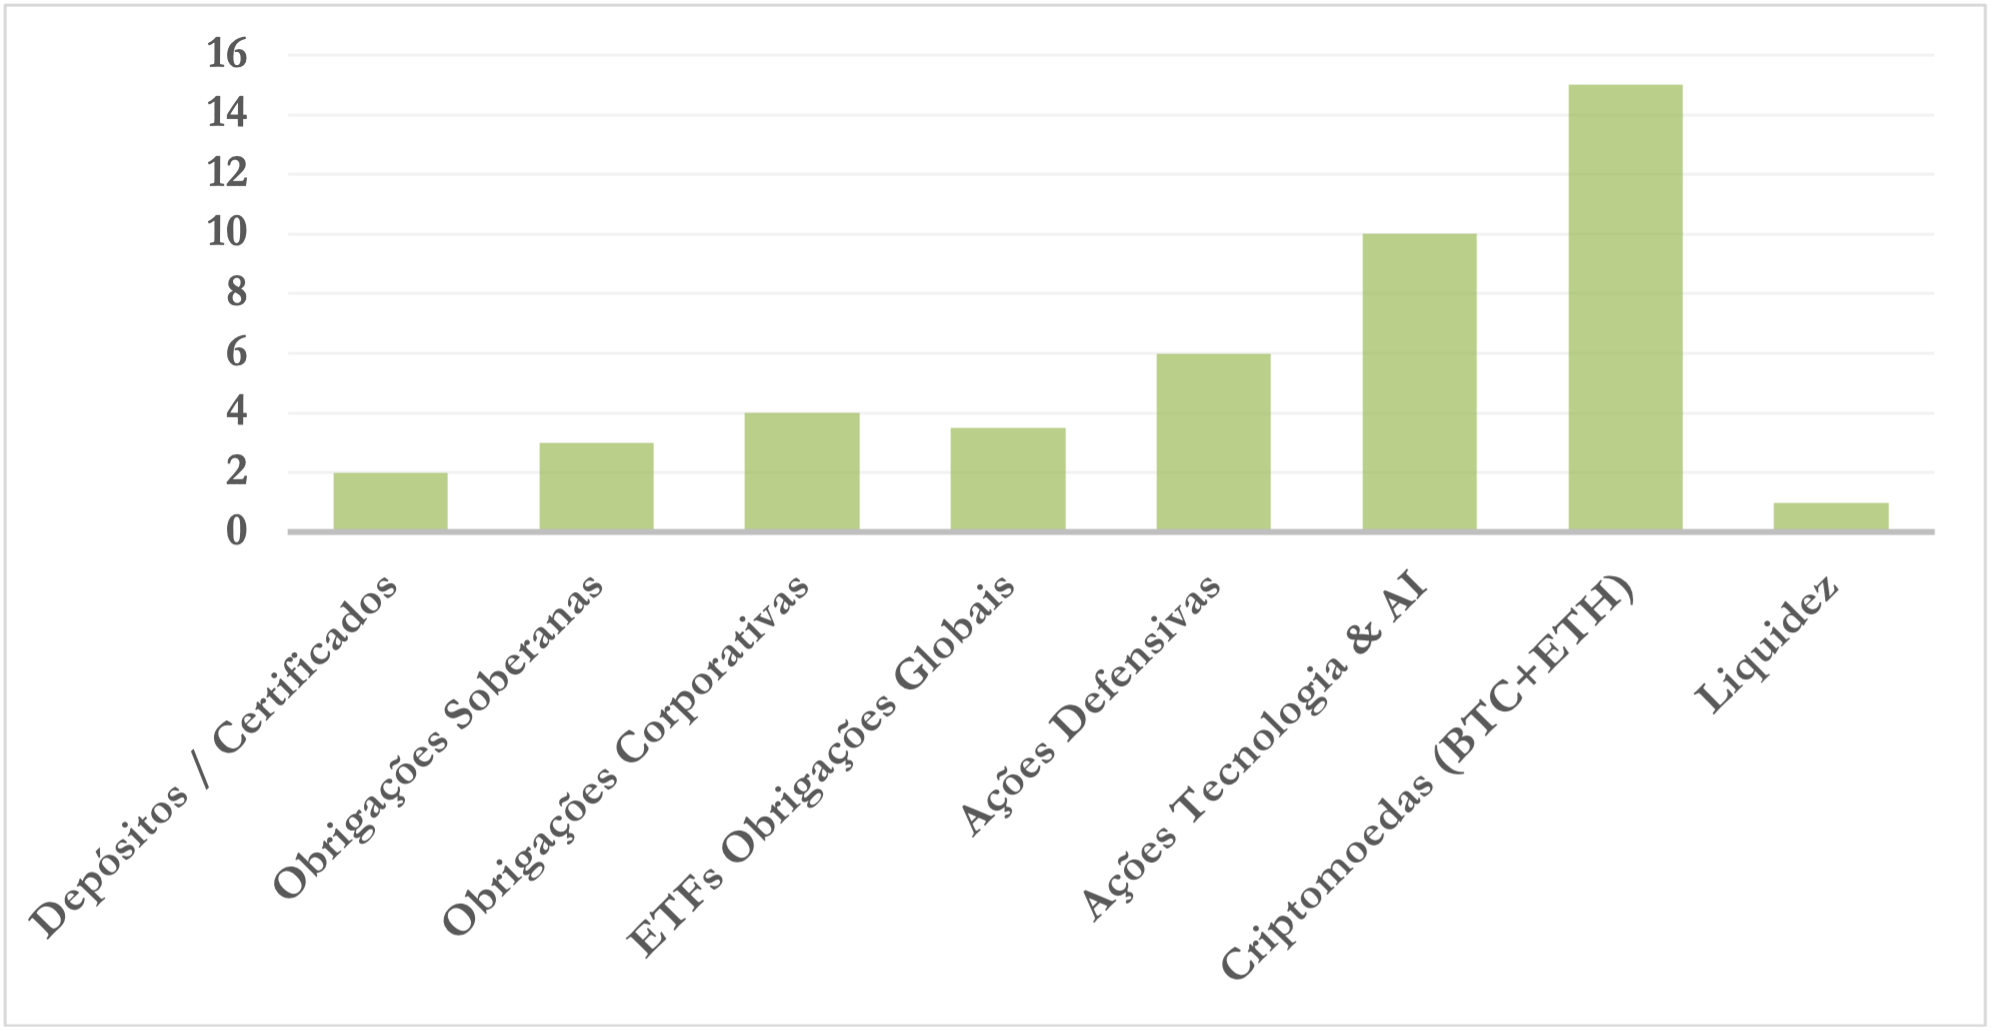 16
14
12
10
8
6
4
2
0
Depósitos / Certificados
Obrigações Soberanas
Obrigações Corporativas
ETFs Obrigações Globais
Ações Defensivas
Ações Tecnologia & AI
Criptomoedas (BTC+ETH)
Liquidez